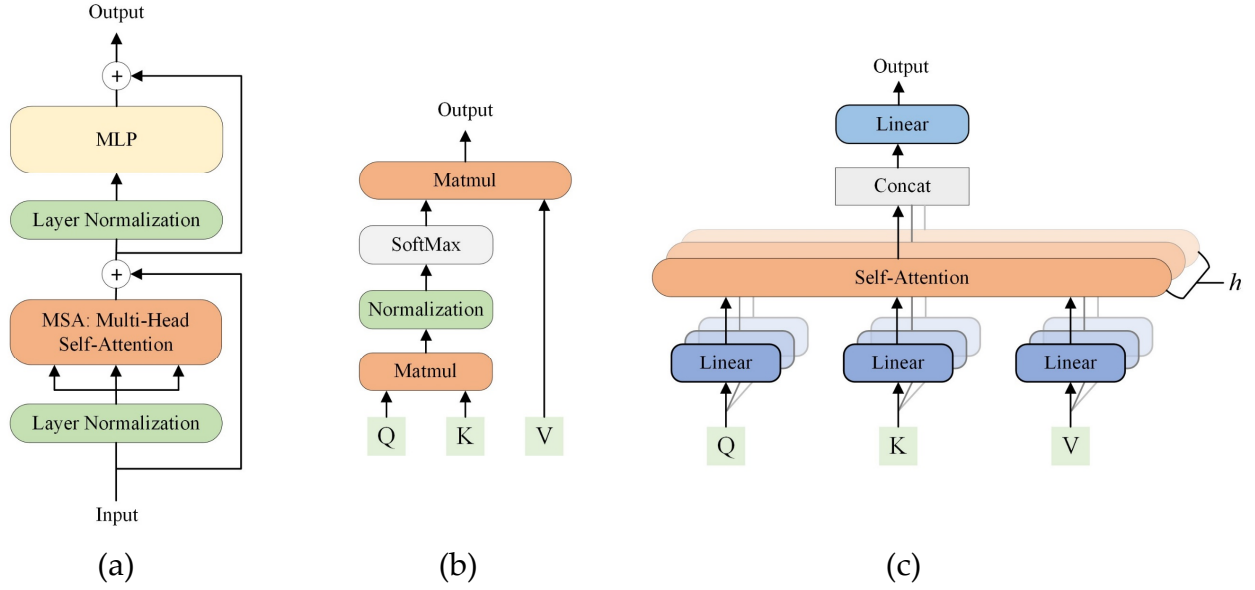 Output
+
MLP
Layer Normalization
+
MSA: Multi-Head
Self-Attention
Layer Normalization
Input
(a)
Output
Matmul
SoftMax
Normalization
Matmul
Q K V
(b)
Output
Linear
Concat
Self-Attention
h
Linear Linear Linear
Q K V
(c)